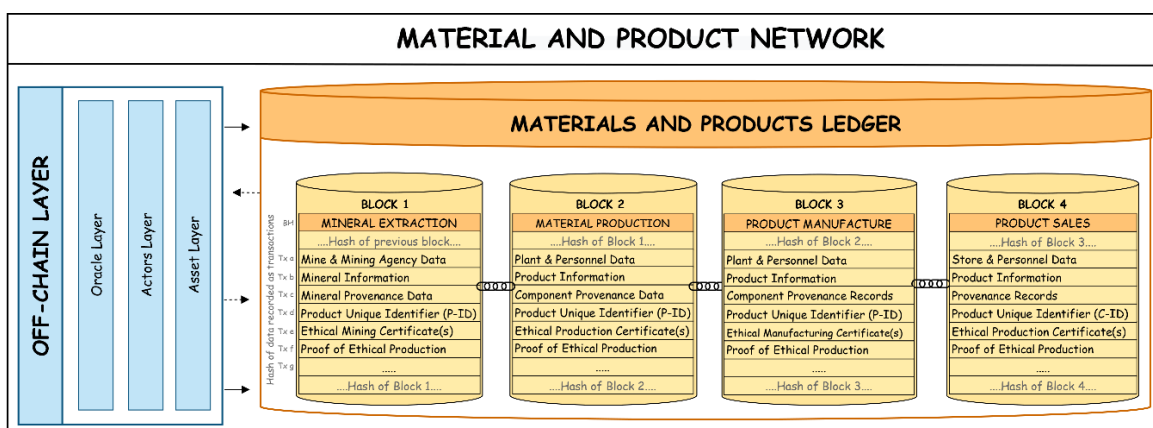 MATERIAL AND PRODUCT NETWORK
OFF-CHAIN LAYER
Oracle Layer
Actors Layer
Asset Layer
MATERIALS AND PRODUCTS LEDGER
Hash of data recorded as transactions
BH
Tx a
Tx b
Tx c
Tx d
Tx e
Tx f
Tx g
BLOCK 1
MINERAL EXTRACTION
....Hash of previous block....
Mine & Mining Agency Data
Mineral Information
Mineral Provenance Data
Product Unique Identifier (P-ID)
Ethical Mining Certificate(s)
Proof of Ethical Production
.....
....Hash of Block 1....
BLOCK 2
MATERIAL PRODUCTION
....Hash of Block 1....
Plant & Personnel Data
Product Information
Component Provenance Data
Product Unique Identifier (P-ID)
Ethical Production Certificate(s)
Proof of Ethical Production
.....
....Hash of Block 2....
BLOCK 3
PRODUCT MANUFACTURE
....Hash of Block 2....
Plant & Personnel Data
Product Information
Component Provenance Records
Product Unique Identifier (P-ID)
Ethical Manufacturing Certificate(s)
Proof of Ethical Production
.....
....Hash of Block 3....
BLOCK 4
PRODUCT SALES
....Hash of Block 3....
Store & Personnel Data
Product Information
Provenance Records
Product Unique Identifier (C-ID)
Ethical Production Certificate(s)
Proof of Ethical Production
.....
....Hash of Block 4....